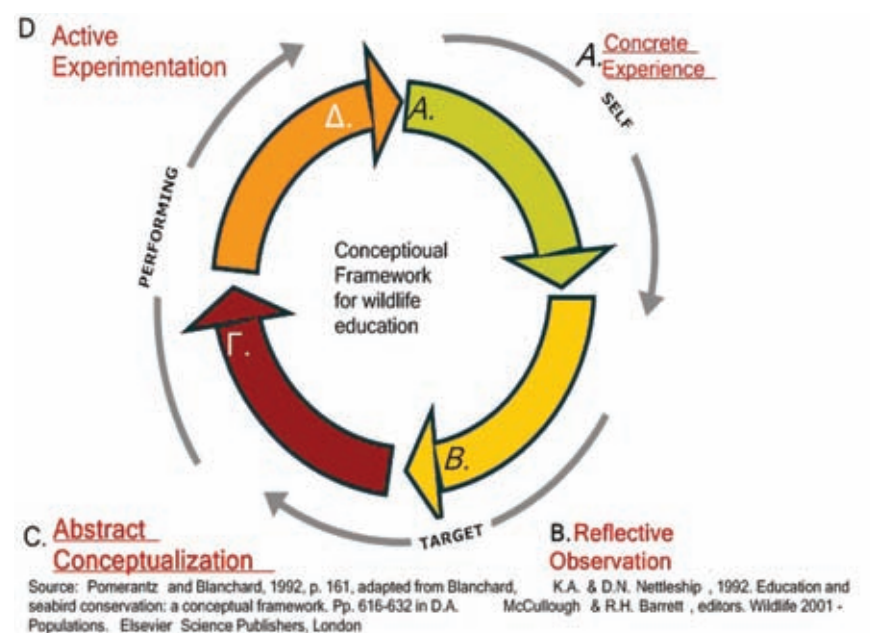 D Active
Experimentation
A. Concrete
Experience
SELF
PERFORMING
Δ.
A.
Conceptioual
Framework
for wildlife
education
Γ.
B.
TARGET
C. Abstract
Conceptualization
B. Reflective
Observation
Source: Pomerantz and Blanchard, 1992, p. 161, adapted from Blanchard, K.A. & D.N. Nettleship , 1992. Education and
seabird conservation: a conceptual framework. Pp. 616-632 in D.A. McCullough & R.H. Barrett , editors. Wildlife 2001 -
Populations. Elsevier Science Publishers, London